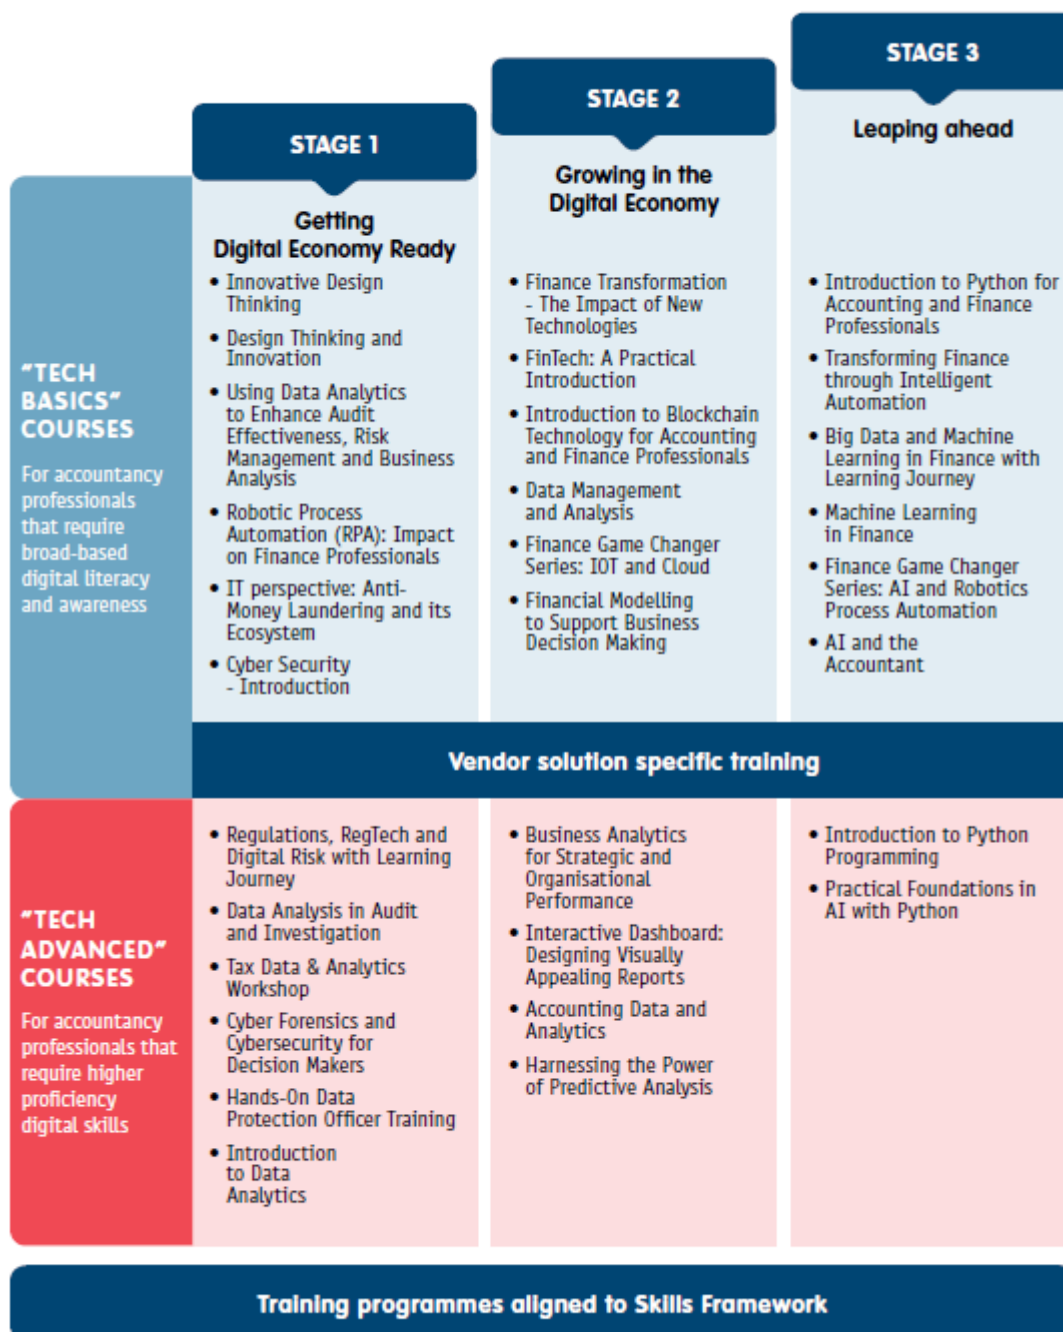 STAGE 1
Getting
Digital Economy Ready
STAGE 2
Growing in the
Digital Economy
STAGE 3
Leaping ahead
"TECH
BASICS"
COURSES
For accountancy
professionals
that require
broad-based
digital literacy
and awareness
• Innovative Design
Thinking
• Design Thinking and
Innovation
• Using Data Analytics
to Enhance Audit
Effectiveness, Risk
Management and Business
Analysis
• Robotic Process
Automation (RPA): Impact
on Finance Professionals
• IT perspective: Anti-
Money Laundering and its
Ecosystem
• Cyber Security
- Introduction
• Finance Transformation
- The Impact of New
Technologies
• FinTech: A Practical
Introduction
• Introduction to Blockchain
Technology for Accounting
and Finance Professionals
• Data Management
and Analysis
• Finance Game Changer
Series: IOT and Cloud
• Financial Modelling
to Support Business
Decision Making
• Introduction to Python for
Accounting and Finance
Professionals
• Transforming Finance
through Intelligent
Automation
• Big Data and Machine
Learning in Finance with
Learning Journey
• Machine Learning
in Finance
• Finance Game Changer
Series: AI and Robotics
Process Automation
• AI and the
Accountant
Vendor solution specific training
"TECH
ADVANCED"
COURSES
For accountancy
professionals that
require higher
proficiency
digital skills
• Regulations, RegTech and
Digital Risk with Learning
Journey
• Data Analysis in Audit
and Investigation
• Tax Data & Analytics
Workshop
• Cyber Forensics and
Cybersecurity for
Decision Makers
• Hands-On Data
Protection Officer Training
• Introduction
to Data
Analytics
• Business Analytics
for Strategic and
Organisational
Performance
• Interactive Dashboard:
Designing Visually
Appealing Reports
• Accounting Data and
Analytics
• Harnessing the Power
of Predictive Analysis
• Introduction to Python
Programming
• Practical Foundations in
AI with Python
Training programmes aligned to Skills Framework